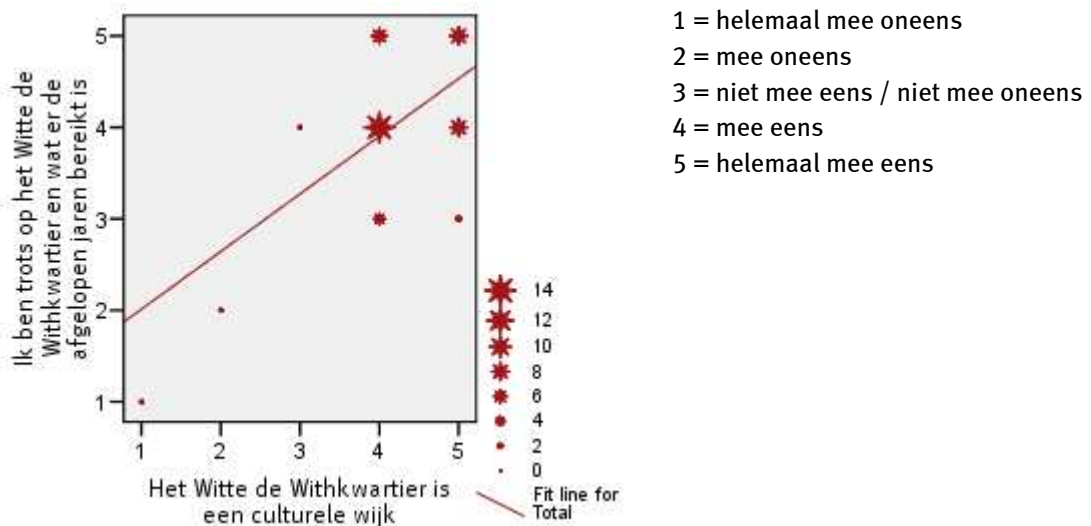 Ik ben trots op het Witte de
Withkwartier en wat er de
afgelopen jaren bereikt is
5
4
3
2
1
1 2 3 4 5
Het Witte de Withkwartier is
een culturele wijk
14
12
10
8
6
4
2
0
Fit line for
Total
1 = helemaal mee oneens
2 = mee oneens
3 = niet mee eens / niet mee oneens
4 = mee eens
5 = helemaal mee eens